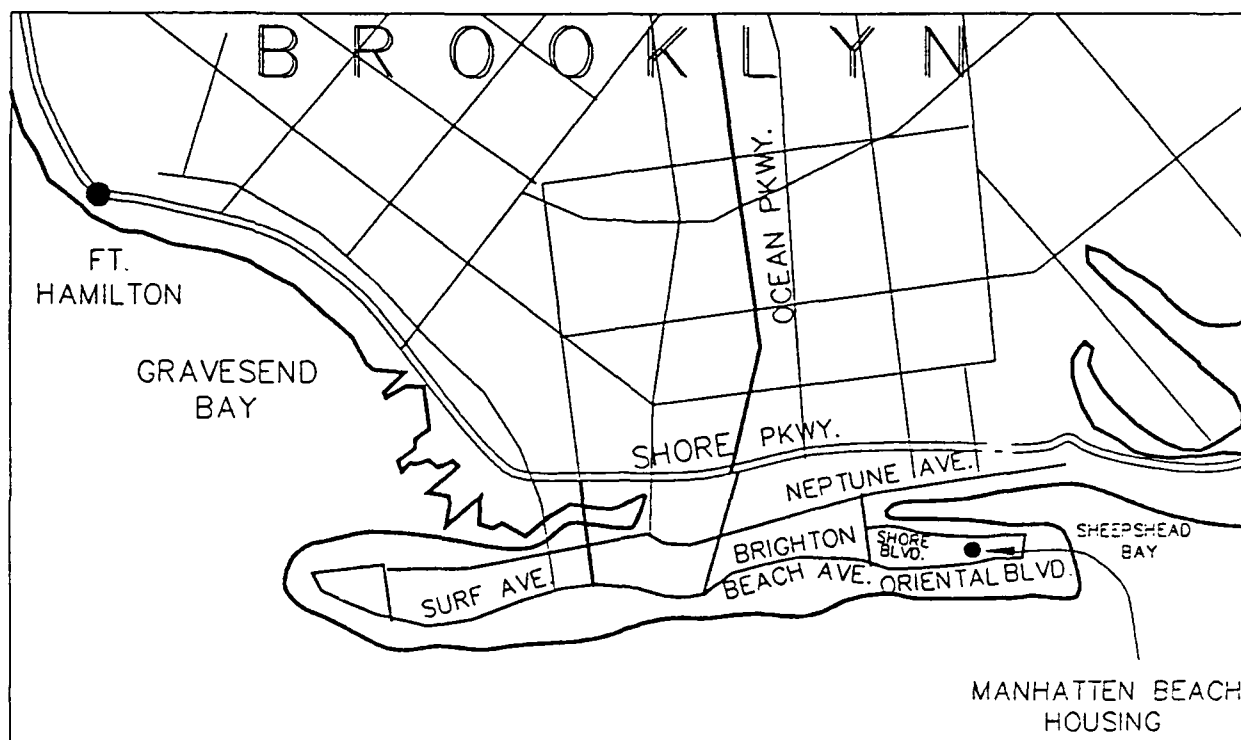 BROOKLYN
OCEAN PKWY.
FT.
HAMILTON
GRAVESEND
BAY
SHORE PKWY.
NEPTUNE AVE.
BRIGHTON
BEACH AVE.
SHORE
BLVD.
SHEEPSHEAD
BAY
SURF AVE.
ORIENTAL BLVD.
MANHATTEN BEACH
HOUSING